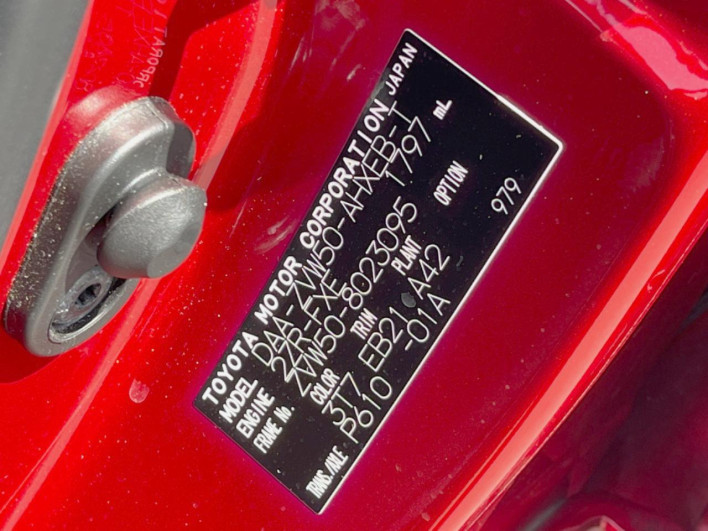 TOYOTA MOTOR CORPORATION JAPAN
MODEL DAA-ZVW50-AHXEB-T
ENGINE 2ZR-FXE 1797 mL
FRAME No. ZVW50-8023095
COLOR TRIM PLANT OPTION
3T7 EB21 A42 979
TRANS./AXLE P610 -01A